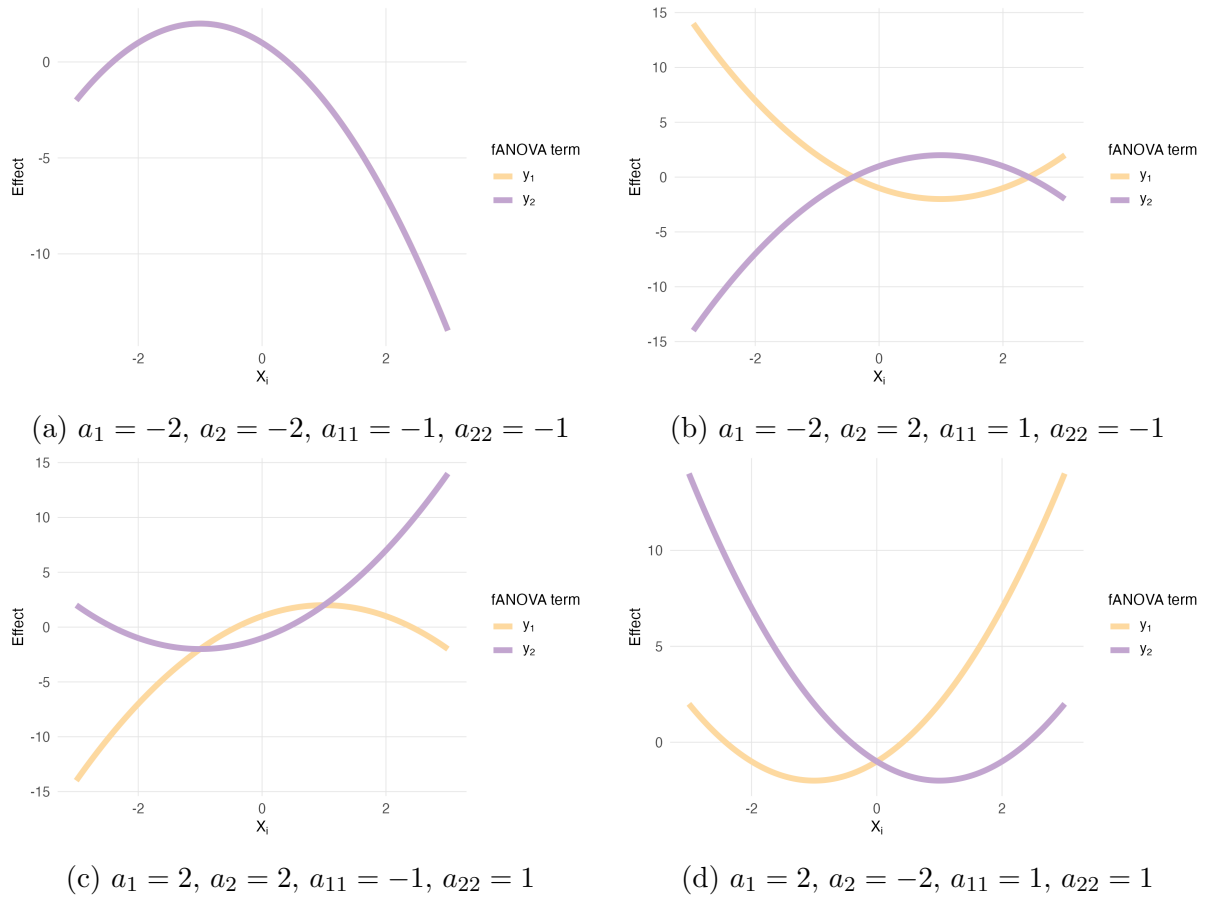 0
-5
-10
-2
0
2
Effect
Xᵢ
fANOVA term
y₁
y₂
(a) a₁ = −2, a₂ = −2, a₁₁ = −1, a₂₂ = −1
15
10
5
0
-5
-10
-15
-2
0
2
Effect
Xᵢ
fANOVA term
y₁
y₂
(b) a₁ = −2, a₂ = 2, a₁₁ = 1, a₂₂ = −1
15
10
5
0
-5
-10
-15
-2
0
2
Effect
Xᵢ
fANOVA term
y₁
y₂
(c) a₁ = 2, a₂ = 2, a₁₁ = −1, a₂₂ = 1
10
5
0
-2
0
2
Effect
Xᵢ
fANOVA term
y₁
y₂
(d) a₁ = 2, a₂ = −2, a₁₁ = 1, a₂₂ = 1